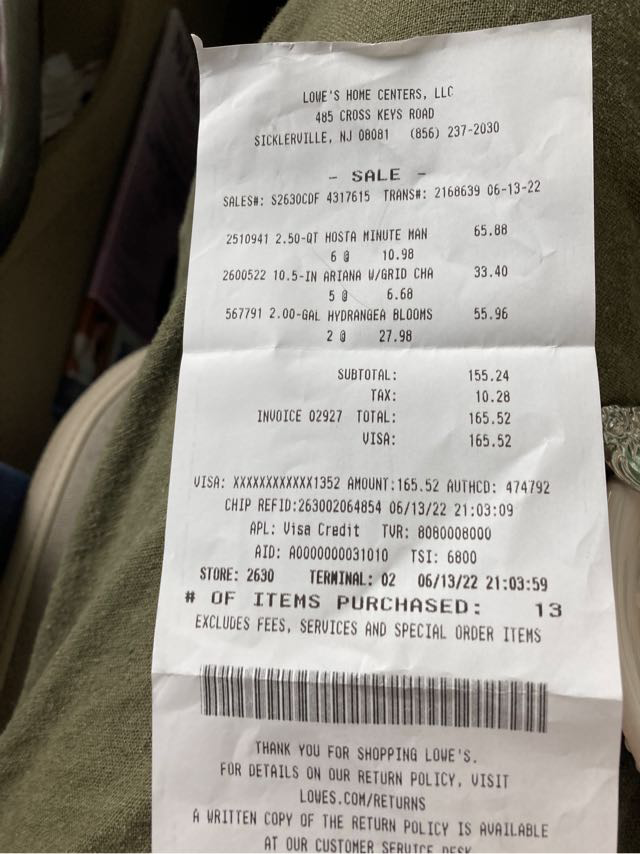 LOWE'S HOME CENTERS, LLC
485 CROSS KEYS ROAD
SICKLERVILLE, NJ 08081 (856) 237-2030
- SALE -
SALES#: S2630CDF 4317615 TRANS#: 2168639 06-13-22
2510941 2.50-QT HOSTA MINUTE MAN 65.88
6 @ 10.98
2600522 10.5-IN ARIANA W/GRID CHA 33.40
5 @ 6.68
567791 2.00-GAL HYDRANGEA BLOOMS 55.96
2 @ 27.98
SUBTOTAL: 155.24
TAX: 10.28
INVOICE 02927 TOTAL: 165.52
VISA: 165.52
VISA: XXXXXXXXXXXX1352 AMOUNT:165.52 AUTHCD: 474792
CHIP REFID:263002064854 06/13/22 21:03:09
APL: Visa Credit TVR: 8080008000
AID: A0000000031010 TSI: 6800
STORE: 2630 TERMINAL: 02 06/13/22 21:03:59
# OF ITEMS PURCHASED: 13
EXCLUDES FEES, SERVICES AND SPECIAL ORDER ITEMS
THANK YOU FOR SHOPPING LOWE'S.
FOR DETAILS ON OUR RETURN POLICY, VISIT
LOWES.COM/RETURNS
A WRITTEN COPY OF THE RETURN POLICY IS AVAILABLE
AT OUR CUSTOMER SERVICE DESK